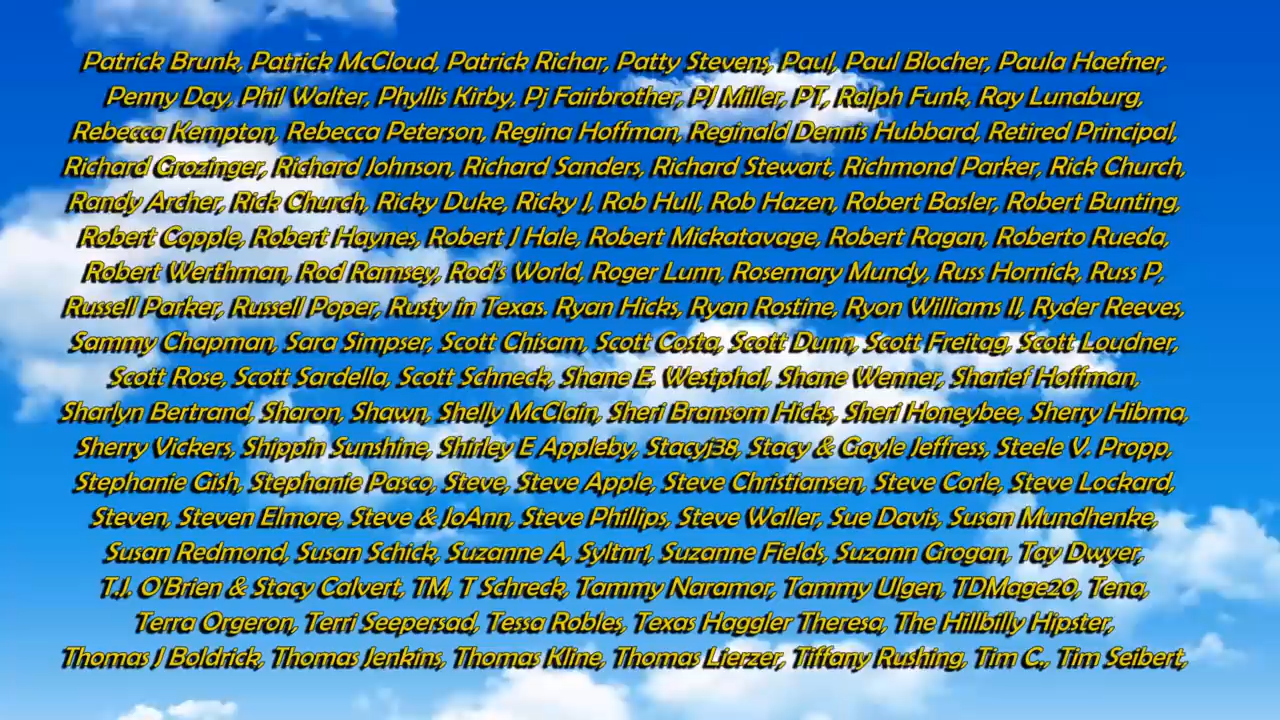 Patrick Brunk, Patrick McCloud, Patrick Richar, Patty Stevens, Paul, Paul Blocher, Paula Haefner,
Penny Day, Phil Walter, Phyllis Kirby, Pj Fairbrother, PJ Miller, PT, Ralph Funk, Ray Lunaburg,
Rebecca Kempton, Rebecca Peterson, Regina Hoffman, Reginald Dennis Hubbard, Retired Principal,
Richard Grozinger, Richard Johnson, Richard Sanders, Richard Stewart, Richmond Parker, Rick Church,
Randy Archer, Rick Church, Ricky Duke, Ricky J, Rob Hull, Rob Hazen, Robert Basler, Robert Bunting,
Robert Copple, Robert Haynes, Robert J Hale, Robert Mickatavage, Robert Ragan, Roberto Rueda,
Robert Werthman, Rod Ramsey, Rod's World, Roger Lunn, Rosemary Mundy, Russ Hornick, Russ P,
Russell Parker, Russell Poper, Rusty in Texas. Ryan Hicks, Ryan Rostine, Ryon Williams II, Ryder Reeves,
Sammy Chapman, Sara Simpser, Scott Chisam, Scott Costa, Scott Dunn, Scott Freitag, Scott Loudner,
Scott Rose, Scott Sardella, Scott Schneck, Shane E. Westphal, Shane Wenner, Sharief Hoffman,
Sharlyn Bertrand, Sharon, Shawn, Shelly McClain, Sheri Bransom Hicks, Sheri Honeybee, Sherry Hibma,
Sherry Vickers, Shippin Sunshine, Shirley E Appleby, Stacyj38, Stacy & Gayle Jeffress, Steele V. Propp,
Stephanie Gish, Stephanie Pasco, Steve, Steve Apple, Steve Christiansen, Steve Corle, Steve Lockard,
Steven, Steven Elmore, Steve & JoAnn, Steve Phillips, Steve Waller, Sue Davis, Susan Mundhenke,
Susan Redmond, Susan Schick, Suzanne A, Syltnr1, Suzanne Fields, Suzann Grogan, Tay Dwyer,
T.J. O'Brien & Stacy Calvert, TM, T Schreck, Tammy Naramor, Tammy Ulgen, TDMage20, Tena,
Terra Orgeron, Terri Seepersad, Tessa Robles, Texas Haggler Theresa, The Hillbilly Hipster,
Thomas J Boldrick, Thomas Jenkins, Thomas Kline, Thomas Lierzer, Tiffany Rushing, Tim C., Tim Seibert,